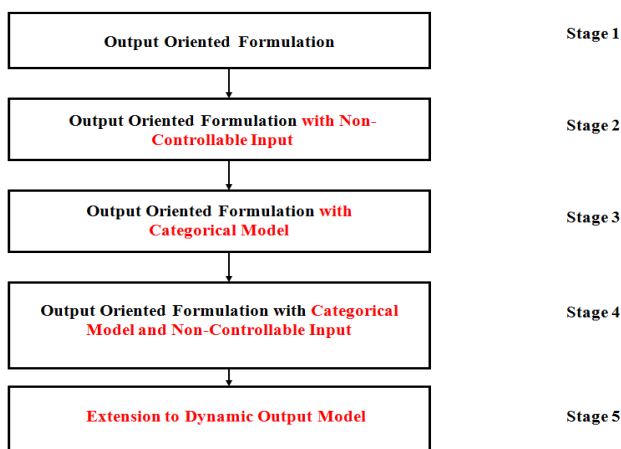 Output Oriented Formulation
Stage 1
Output Oriented Formulation with Non-
Controllable Input
Stage 2
Output Oriented Formulation with
Categorical Model
Stage 3
Output Oriented Formulation with Categorical
Model and Non-Controllable Input
Stage 4
Extension to Dynamic Output Model
Stage 5